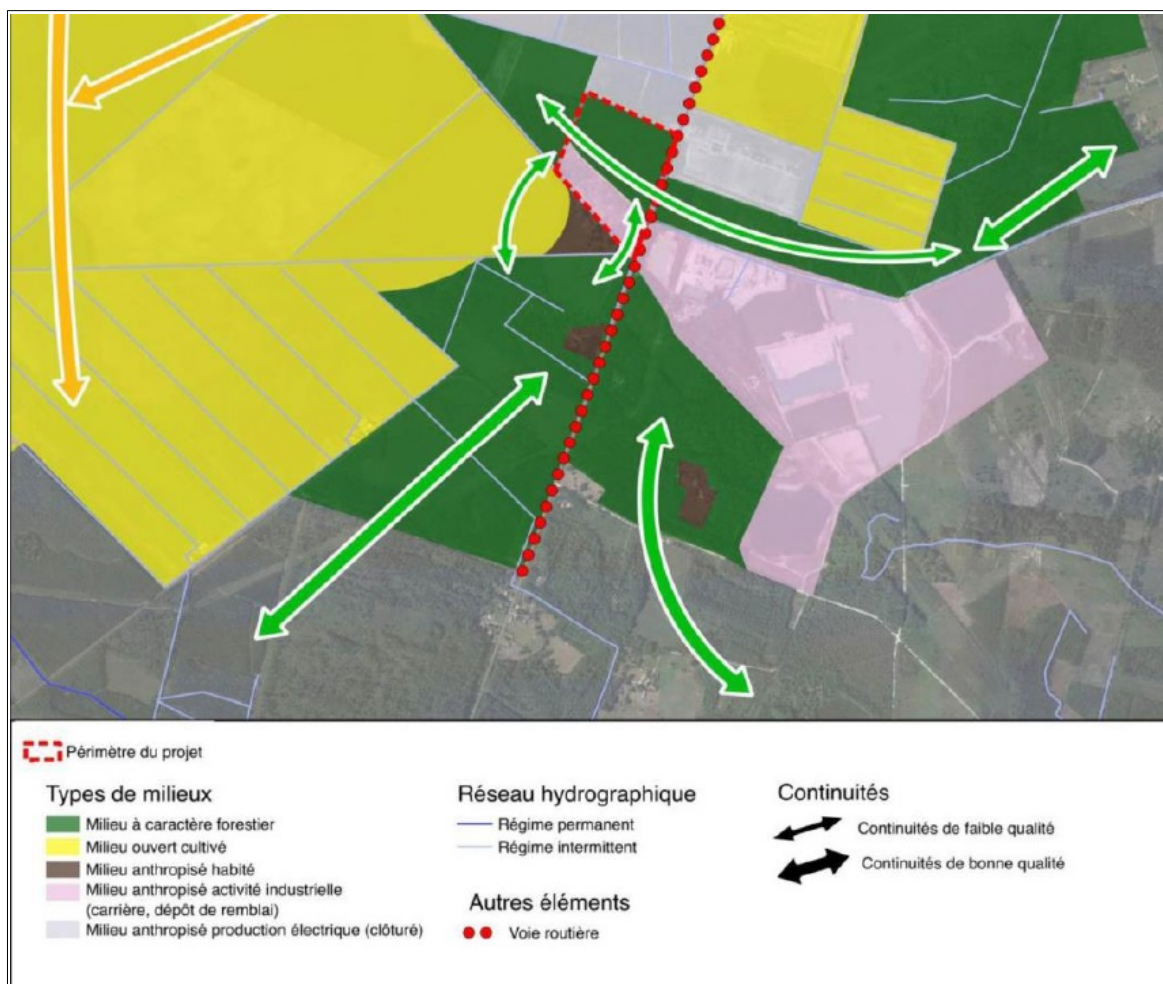 Périmètre du projet
Types de milieux
Milieu à caractère forestier
Milieu ouvert cultivé
Milieu anthropisé habité
Milieu anthropisé activité industrielle
(carrière, dépôt de remblai)
Milieu anthropisé production électrique (clôturé)
Réseau hydrographique
Régime permanent
Régime intermittent
Autres éléments
Voie routière
Continuités
Continuités de faible qualité
Continuités de bonne qualité